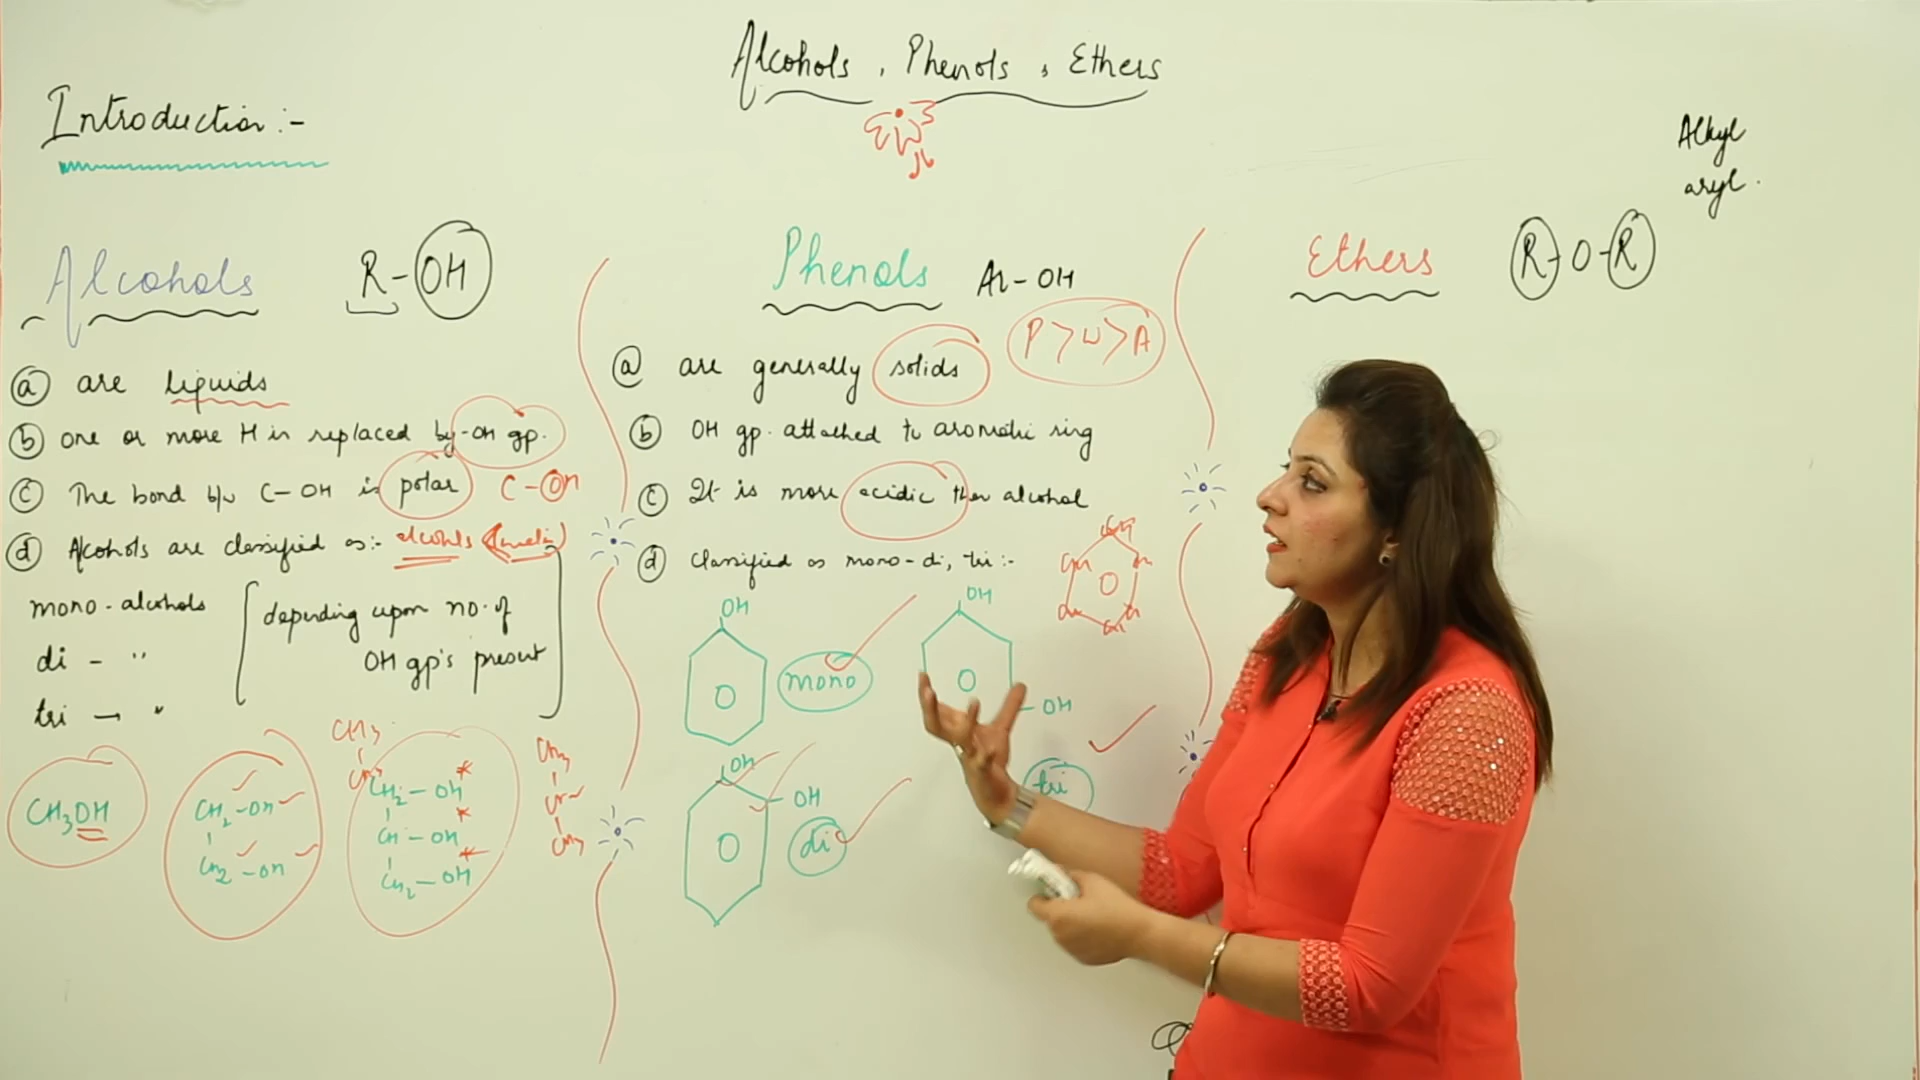 Alcohols, Phenols, Ethers
Introduction:-
Alkyl
aryl.
Alcohols R-OH
ⓐ are liquids
ⓑ one or more H is replaced by -OH gp.
ⓒ The bond b/w C-OH is polar C-OH
ⓓ Alcohols are classified as:- alcohols
mono-alcohols
di - "
tri - "
depending upon no. of
OH gp's present
CH3OH
CH2-OH
CH2-OH
CH3
CH2-OH
CH-OH
CH2-OH
CH3
CH3
Phenols Ar-OH
P>W>A
ⓐ are generally solids
ⓑ OH gp. attached to aromatic ring
ⓒ It is more acidic then alcohol
ⓓ Classified as mono-di, tri:-
OH
mono
OH
OH
tri
OH
OH
di
Ethers R-O-R